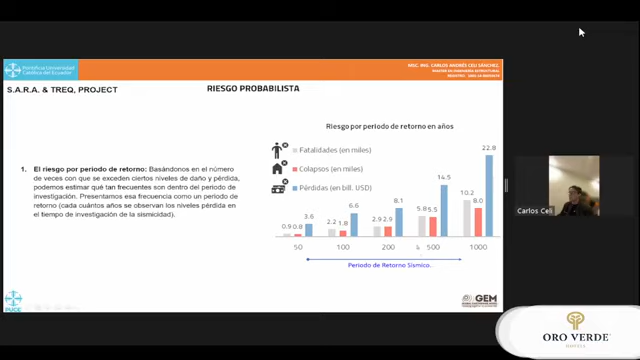 Pontificia Universidad
Católica del Ecuador
MSC. ING. CARLOS ANDRÉS CELI SÁNCHEZ
S.A.R.A. & TREQ, PROJECT
RIESGO PROBABILISTA
1. El riesgo por periodo de retorno: Basándonos en el número
de veces con que se exceden ciertos niveles de daño y pérdida,
podemos estimar qué tan frecuentes son dentro del periodo de
investigación. Presentamos esa frecuencia como un periodo de
retorno (cada cuántos años se observan los niveles pérdida en
el tiempo de investigación de la sismicidad).
Riesgo por periodo de retorno en años
Fatalidades (en miles)
Colapsos (en miles)
Pérdidas (en bill. USD)
0.9 0.8 3.6
2.2 1.8 6.6
2.9 2.9 8.1
5.8 5.5 14.5
10.2 8.0 22.8
50 100 200 500 1000
Periodo de Retorno Sísmico.
PUCE
GEM
Carlos Celi
ORO VERDE
HOTELS